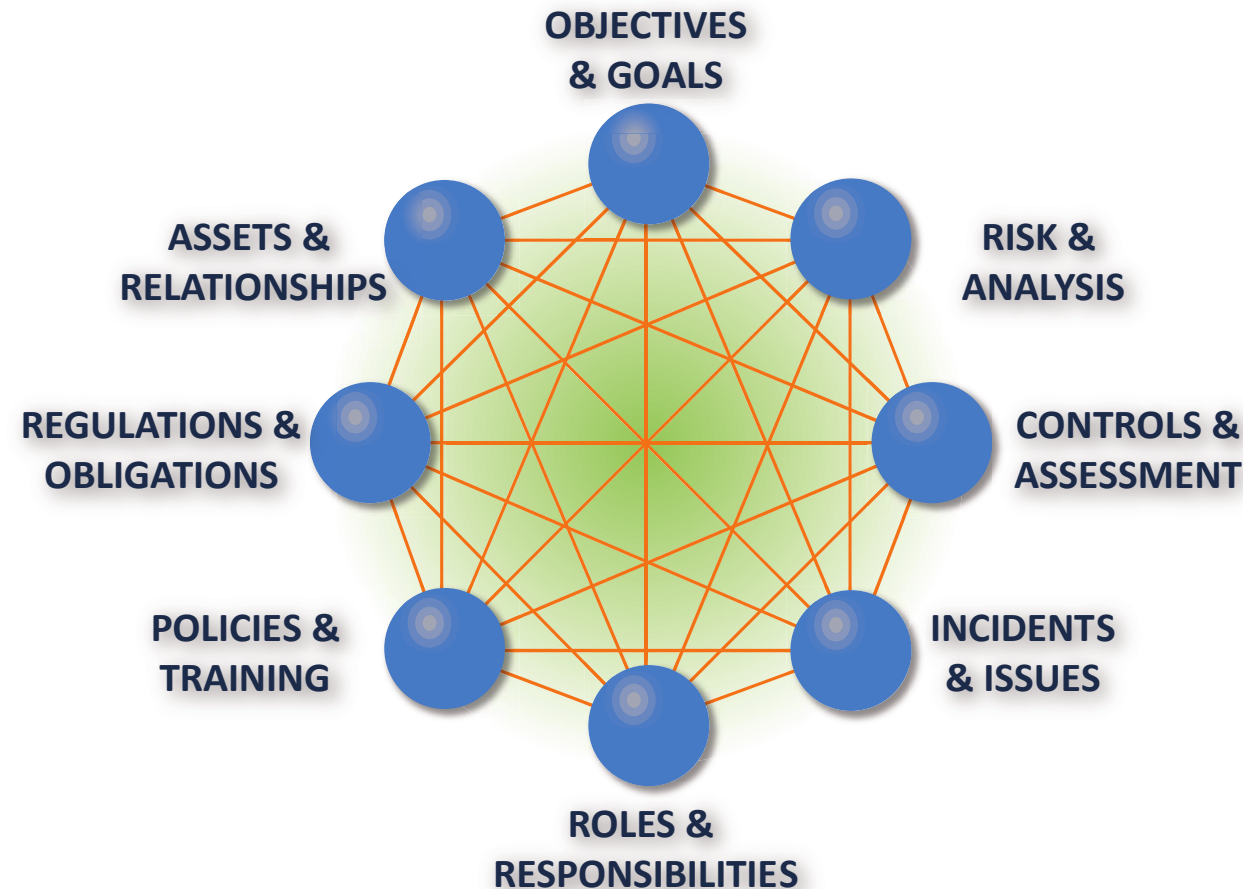 OBJECTIVES
& GOALS
ASSETS &
RELATIONSHIPS
RISK &
ANALYSIS
REGULATIONS &
OBLIGATIONS
CONTROLS &
ASSESSMENT
POLICIES &
TRAINING
INCIDENTS
& ISSUES
ROLES &
RESPONSIBILITIES